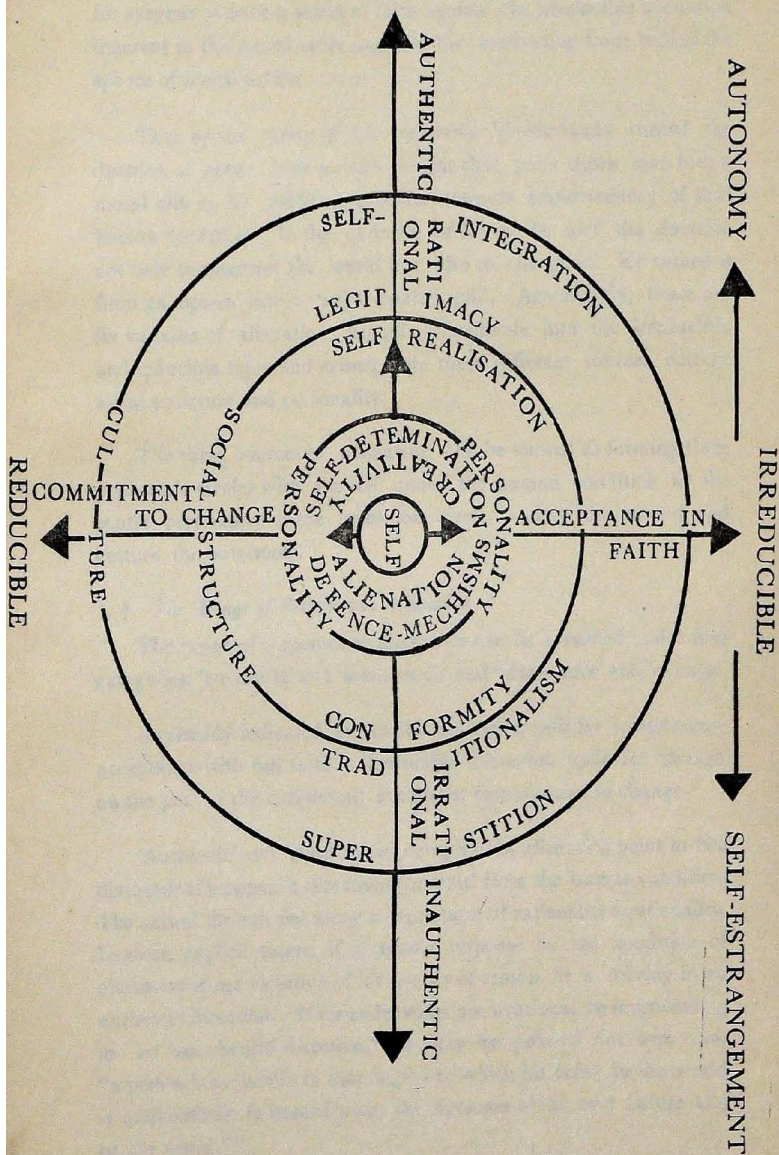 AUTHENTIC
AUTONOMY
SELF- INTEGRATION
RATI
ONAL
LEGIT IMACY
SELF REALISATION
CUL-TURE
SOCIAL STRUCTURE
PERSONALITY
PERSONALITY
SELF-DETEMINATION
CREATIVITY
SELF
ALIENATION
DEFENCE-MECHISMS
REDUCIBLE
COMMITMENT
TO CHANGE
ACCEPTANCE IN
FAITH
IRREDUCIBLE
CON FORMITY
TRAD ITIONALISM
IRRATI
ONAL
SUPER STITION
INAUTHENTIC
SELF-ESTRANGEMENT